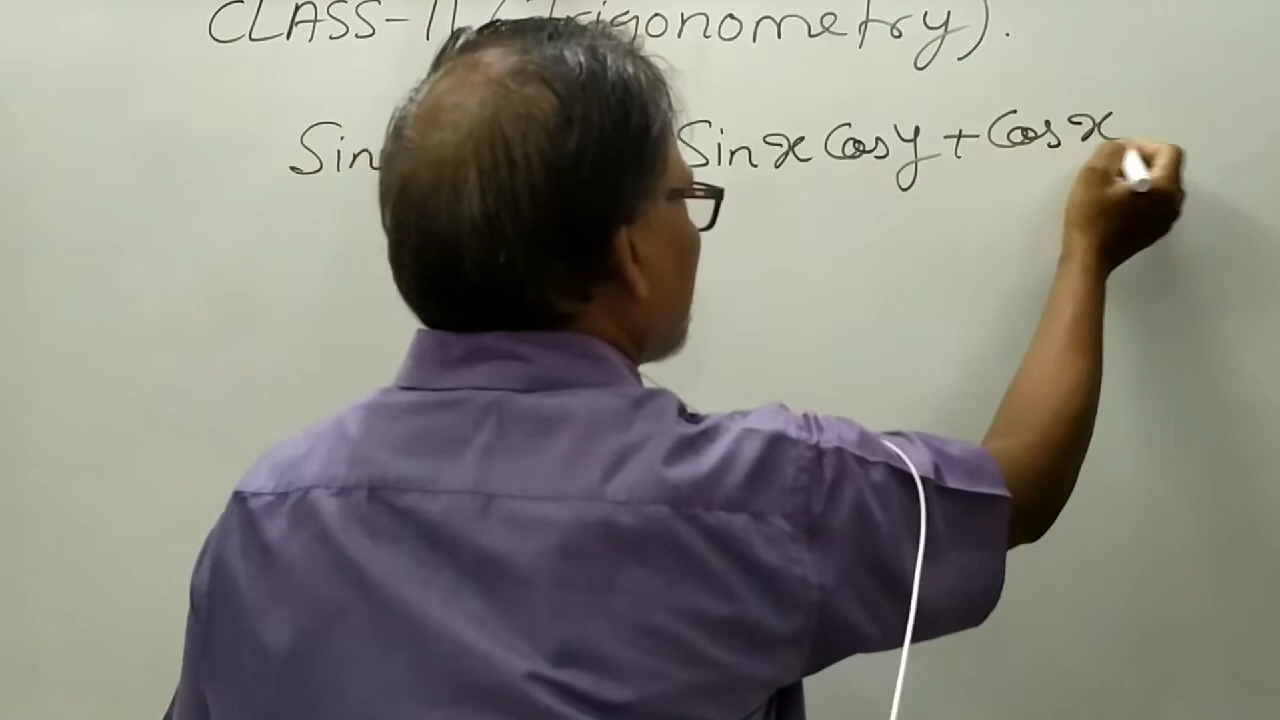 CLASS-11 (Trigonometry).
Sin Sinx Cosy + Cosx